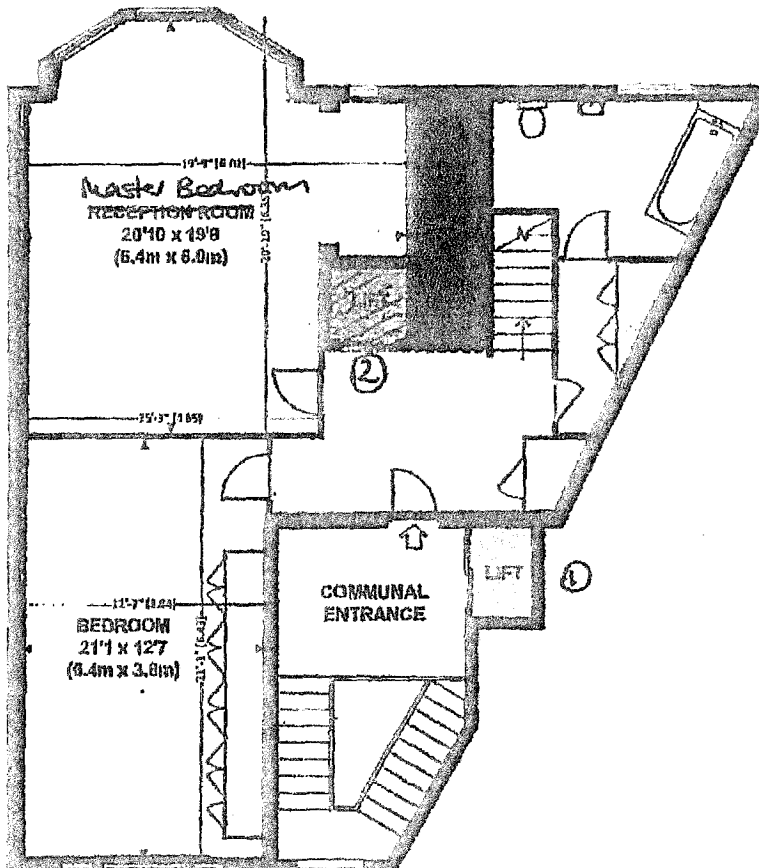 Master Bedroom
RECEPTION ROOM
20'10 x 19'8
(6.4m x 6.0m)
LIFT
N
2
COMMUNAL
ENTRANCE
LIFT
1
BEDROOM
21'1 x 12'7
(6.4m x 3.8m)